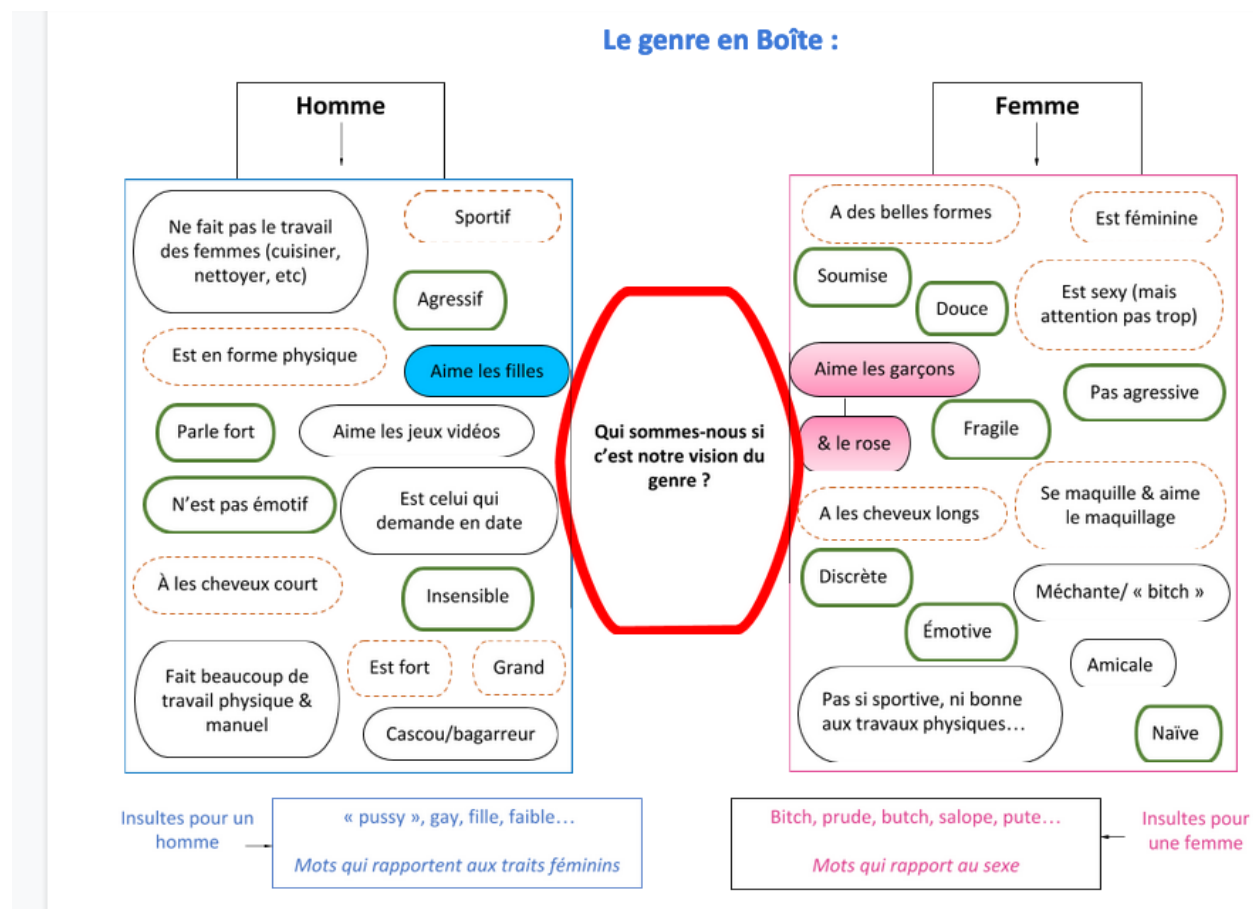 Le genre en Boîte :
Homme
Ne fait pas le travail
des femmes (cuisiner,
nettoyer, etc)
Sportif
Agressif
Est en forme physique
Aime les filles
Parle fort
Aime les jeux vidéos
N'est pas émotif
Est celui qui
demande en date
À les cheveux court
Insensible
Fait beaucoup de
travail physique &
manuel
Est fort
Grand
Cascou/bagarreur
Qui sommes-nous si
c'est notre vision du
genre ?
Femme
A des belles formes
Est féminine
Soumise
Douce
Est sexy (mais
attention pas trop)
Aime les garçons
Pas agressive
& le rose
Fragile
A les cheveux longs
Se maquille & aime
le maquillage
Discrète
Méchante/ « bitch »
Émotive
Amicale
Pas si sportive, ni bonne
aux travaux physiques…
Naïve
Insultes pour un
homme
« pussy », gay, fille, faible…
Mots qui rapportent aux traits féminins
Bitch, prude, butch, salope, pute…
Mots qui rapport au sexe
Insultes pour
une femme